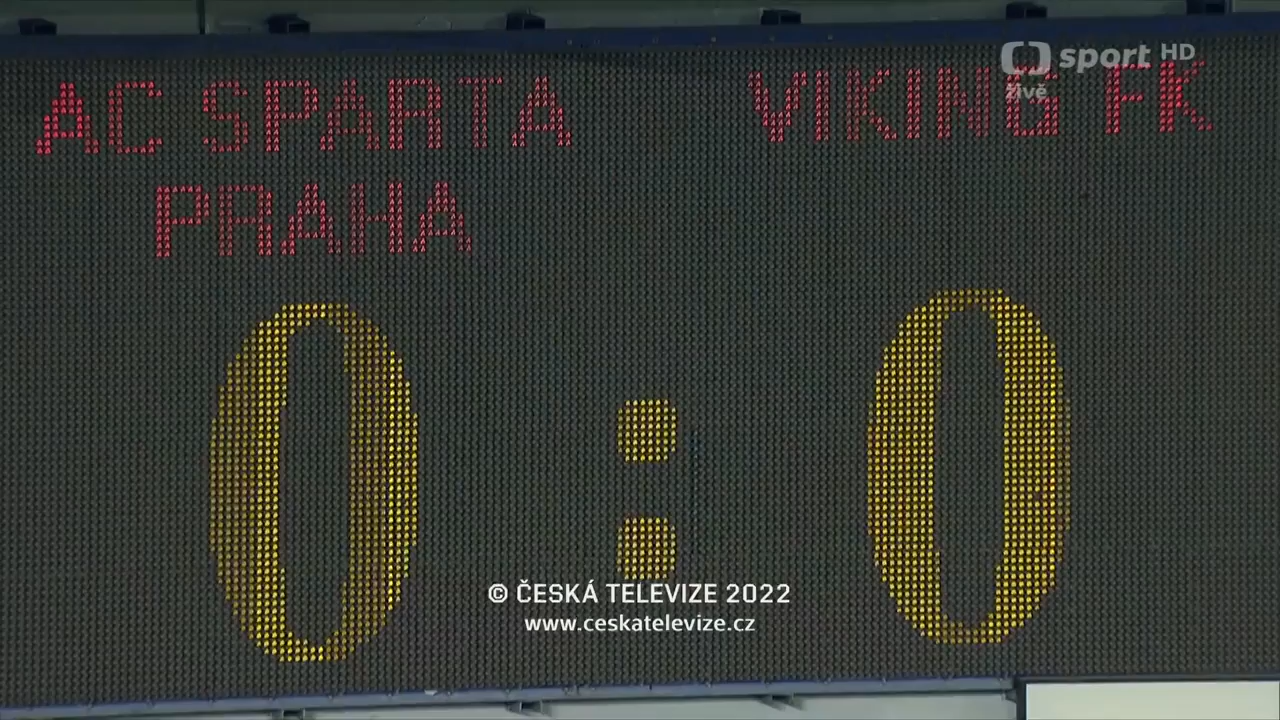 sport HD
živě
AC SPARTA
PRAHA
VIKING FK
0 : 0
© ČESKÁ TELEVIZE 2022
www.ceskatelevize.cz